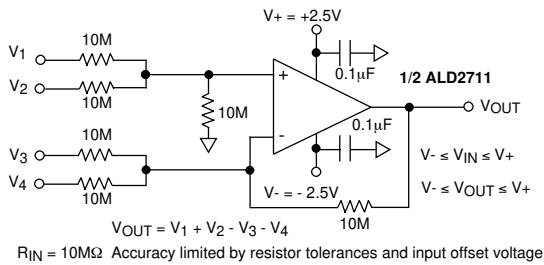 V+ = +2.5V
V1
10M
V2
10M
+
0.1μF
1/2 ALD2711
10M
VOUT
V3
10M
-
0.1μF
V- ≤ VIN ≤ V+
V4
10M
V- = - 2.5V
V- ≤ VOUT ≤ V+
10M
VOUT = V1 + V2 - V3 - V4
RIN = 10MΩ Accuracy limited by resistor tolerances and input offset voltage